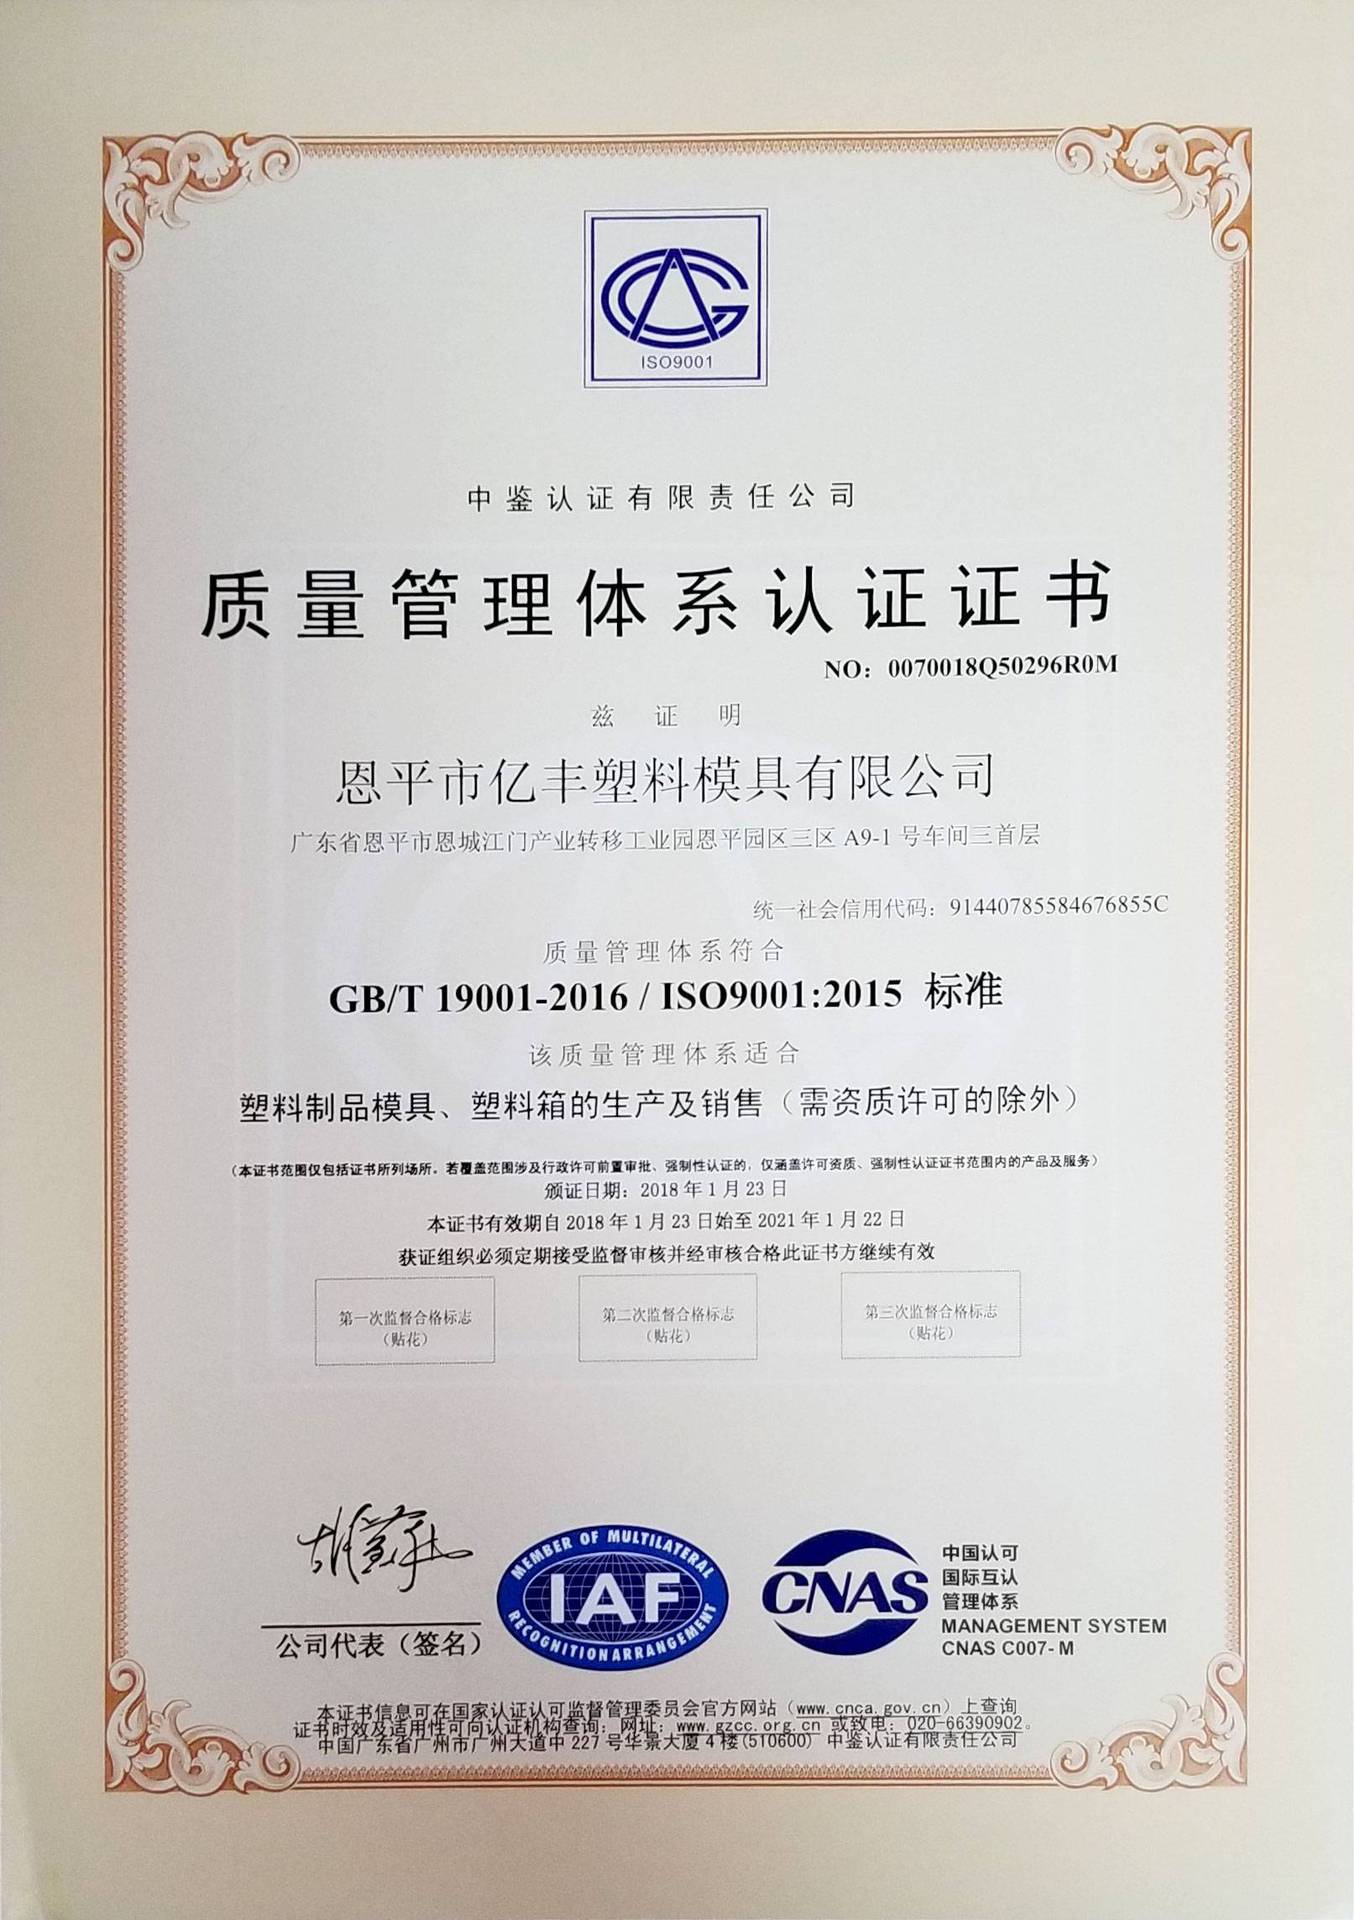 CAG
ISO9001
中鉴认证有限责任公司
质量管理体系认证证书
NO：0070018Q50296R0M
兹证明
恩平市亿丰塑料模具有限公司
广东省恩平市恩城江门产业转移工业园恩平园区三区 A9-1 号车间三首层
统一社会信用代码：91440785584676855C
质量管理体系符合
GB/T 19001-2016 / ISO9001:2015 标准
该质量管理体系适合
塑料制品模具、塑料箱的生产及销售（需资质许可的除外）
（本证书范围仅包括证书所列场所。若覆盖范围涉及行政许可前置审批、强制性认证的，仅涵盖许可资质、强制性认证证书范围内的产品及服务）
颁证日期：2018 年 1 月 23 日
本证书有效期自 2018 年 1 月 23 日始至 2021 年 1 月 22 日
获证组织必须定期接受监督审核并经审核合格此证书方继续有效
第一次监督合格标志
（贴花）
第二次监督合格标志
（贴花）
第三次监督合格标志
（贴花）
公司代表（签名）
MEMBER OF MULTILATERAL
IAF
RECOGNITION ARRANGEMENT
CNAS
中国认可
国际互认
管理体系
MANAGEMENT SYSTEM
CNAS C007-M
本证书信息可在国家认证认可监督管理委员会官方网站（www.cnca.gov.cn）上查询
证书时效及适用性可向认证机构查询：网址：www.gzcc.org.cn 或致电：020-66390902。
中国广东省广州市广州大道中 227 号华景大厦 4 楼(510600) 中鉴认证有限责任公司